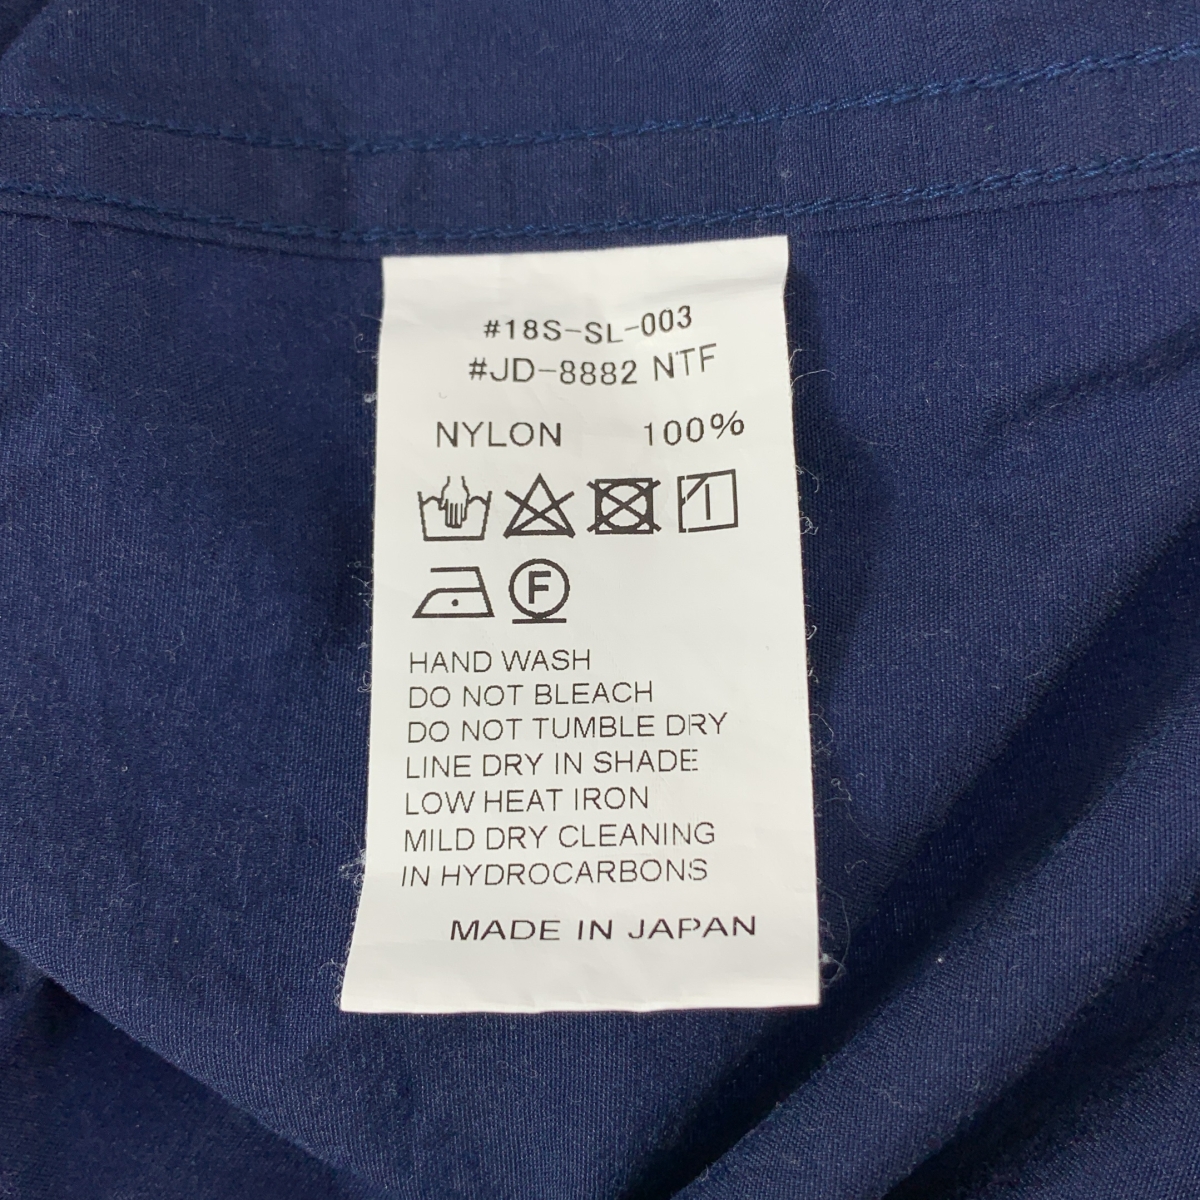 #18S-SL-003
#JD-8882 NTF
NYLON 100%
F
HAND WASH
DO NOT BLEACH
DO NOT TUMBLE DRY
LINE DRY IN SHADE
LOW HEAT IRON
MILD DRY CLEANING
IN HYDROCARBONS
MADE IN JAPAN